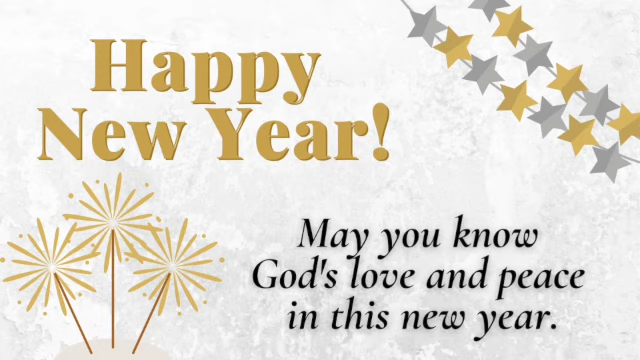 Happy
New Year!
May you know
God's love and peace
in this new year.